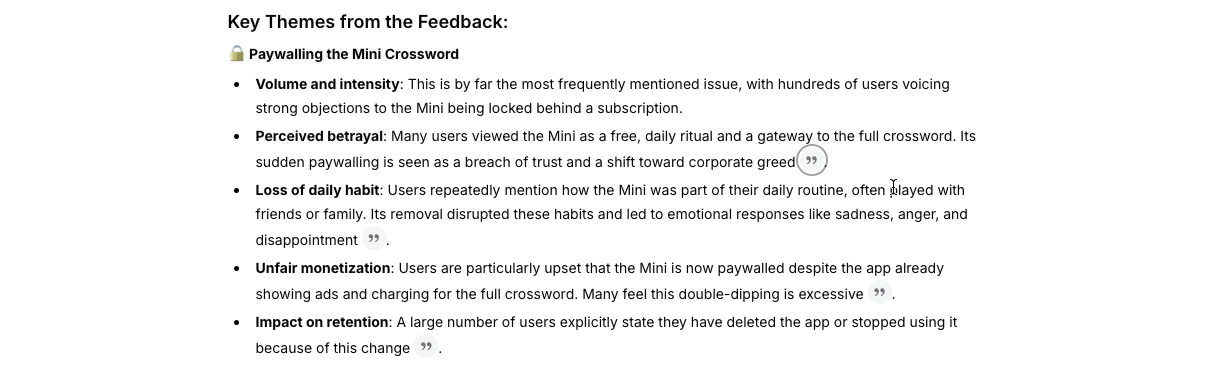 Key Themes from the Feedback:
🔒 Paywalling the Mini Crossword
• Volume and intensity: This is by far the most frequently mentioned issue, with hundreds of users voicing
strong objections to the Mini being locked behind a subscription.
• Perceived betrayal: Many users viewed the Mini as a free, daily ritual and a gateway to the full crossword. Its
sudden paywalling is seen as a breach of trust and a shift toward corporate greed ” .
• Loss of daily habit: Users repeatedly mention how the Mini was part of their daily routine, often played with
friends or family. Its removal disrupted these habits and led to emotional responses like sadness, anger, and
disappointment ” .
• Unfair monetization: Users are particularly upset that the Mini is now paywalled despite the app already
showing ads and charging for the full crossword. Many feel this double-dipping is excessive ” .
• Impact on retention: A large number of users explicitly state they have deleted the app or stopped using it
because of this change ” .